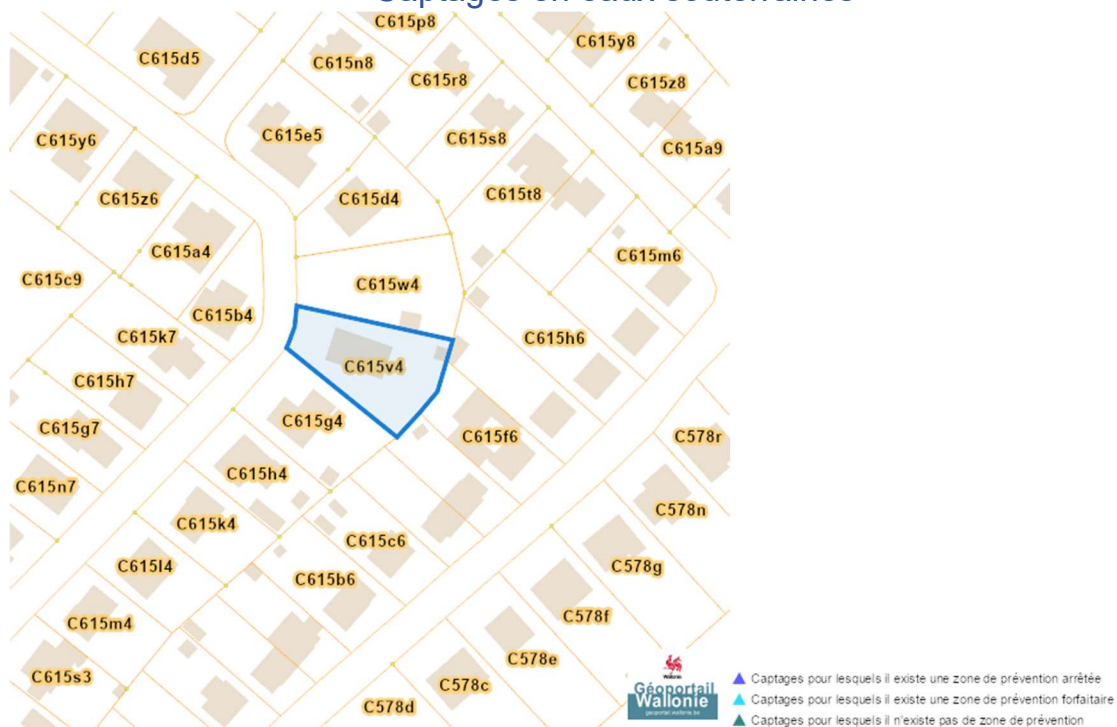 Captages en eaux souterraines
C615p8
C615y8
C615d5
C615n8
C615r8
C615z8
C615y6
C615e5
C615s8
C615a9
C615z6
C615d4
C615t8
C615a4
C615m6
C615c9
C615w4
C615b4
C615k7
C615h6
C615h7
C615v4
C615g7
C615g4
C615f6
C578r
C615n7
C615h4
C578n
C615k4
C615c6
C615l4
C615b6
C578g
C615m4
C578f
C615s3
C578e
C578c
C578d
Wallonie
Géoportail
Wallonie
geoportail.wallonie.be
Captages pour lesquels il existe une zone de prévention arrêtée
Captages pour lesquels il existe une zone de prévention forfaitaire
Captages pour lesquels il n'existe pas de zone de prévention